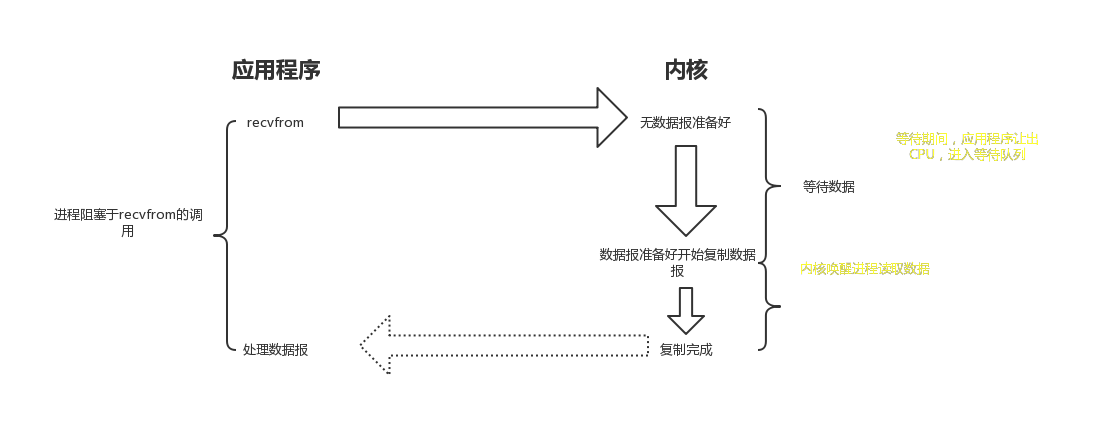 应用程序
内核
recvfrom
无数据报准备好
等待期间，应用程序让出
CPU，进入等待队列
等待数据
进程阻塞于recvfrom的调
用
数据报准备好开始复制数据
报
内核唤醒进程读取数据
处理数据报
复制完成